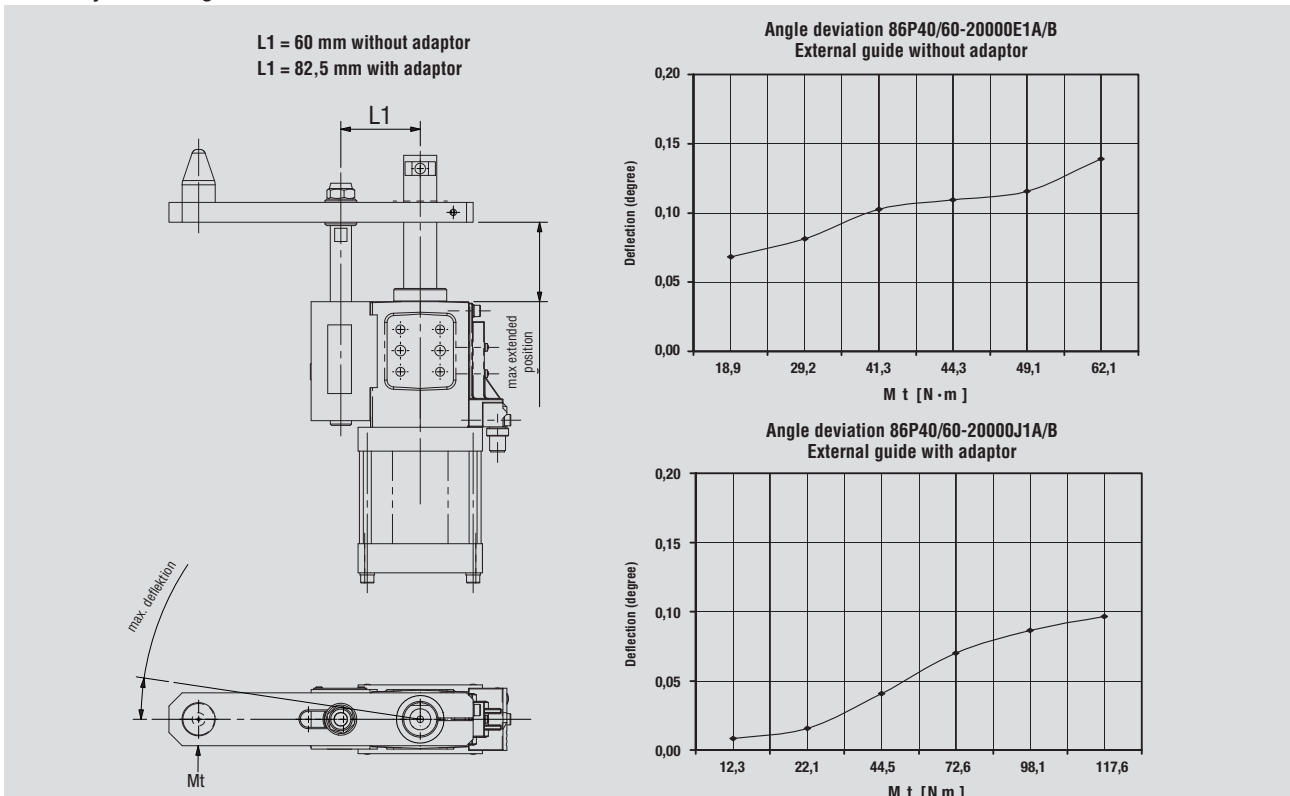 L1 = 60 mm without adaptor
L1 = 82,5 mm with adaptor
L1
max extended
position
max. deflektion
Mt
Angle deviation 86P40/60-20000E1A/B
External guide without adaptor
0,20
0,15
0,10
0,05
0,00
Deflection (degree)
18,9 29,2 41,3 44,3 49,1 62,1
M t [N·m]
Angle deviation 86P40/60-20000J1A/B
External guide with adaptor
0,20
0,15
0,10
0,05
0,00
Deflection (degree)
12,3 22,1 44,5 72,6 98,1 117,6
M t [N m]